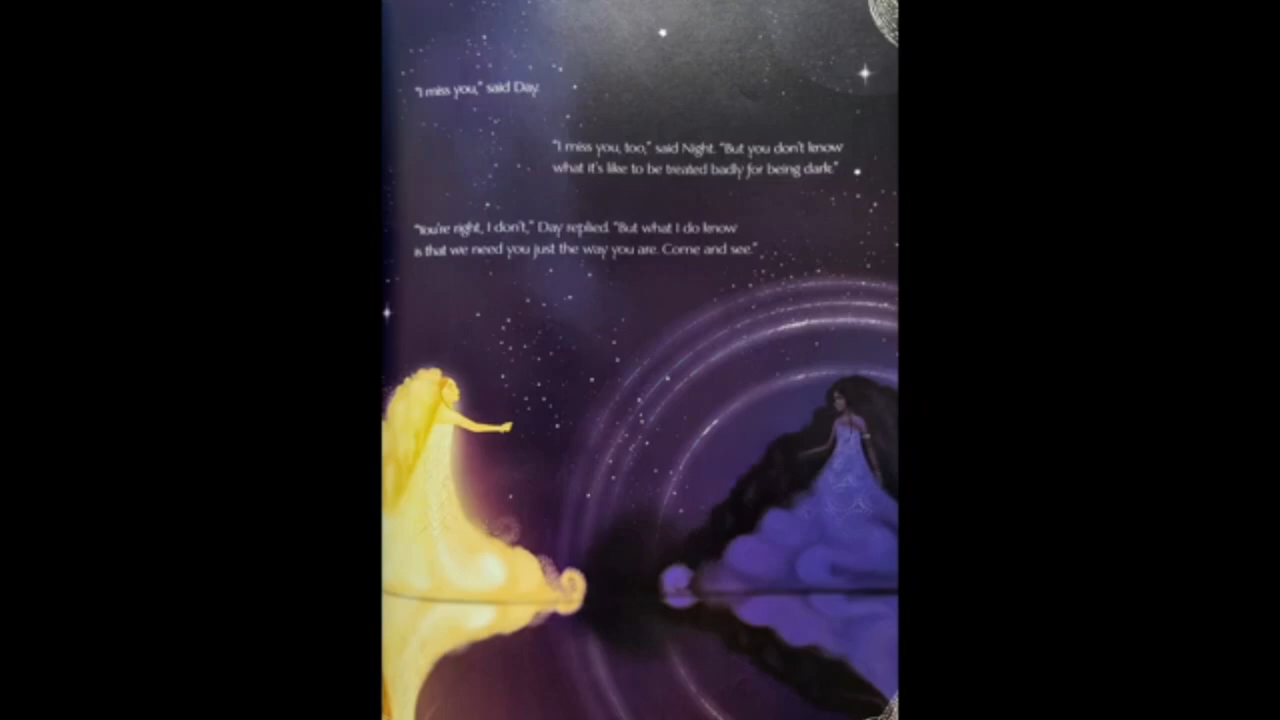 "I miss you," said Day.
"I miss you, too," said Night. "But you don't know
what it's like to be treated badly for being dark."
"You're right, I don't," Day replied. "But what I do know
is that we need you just the way you are. Come and see."